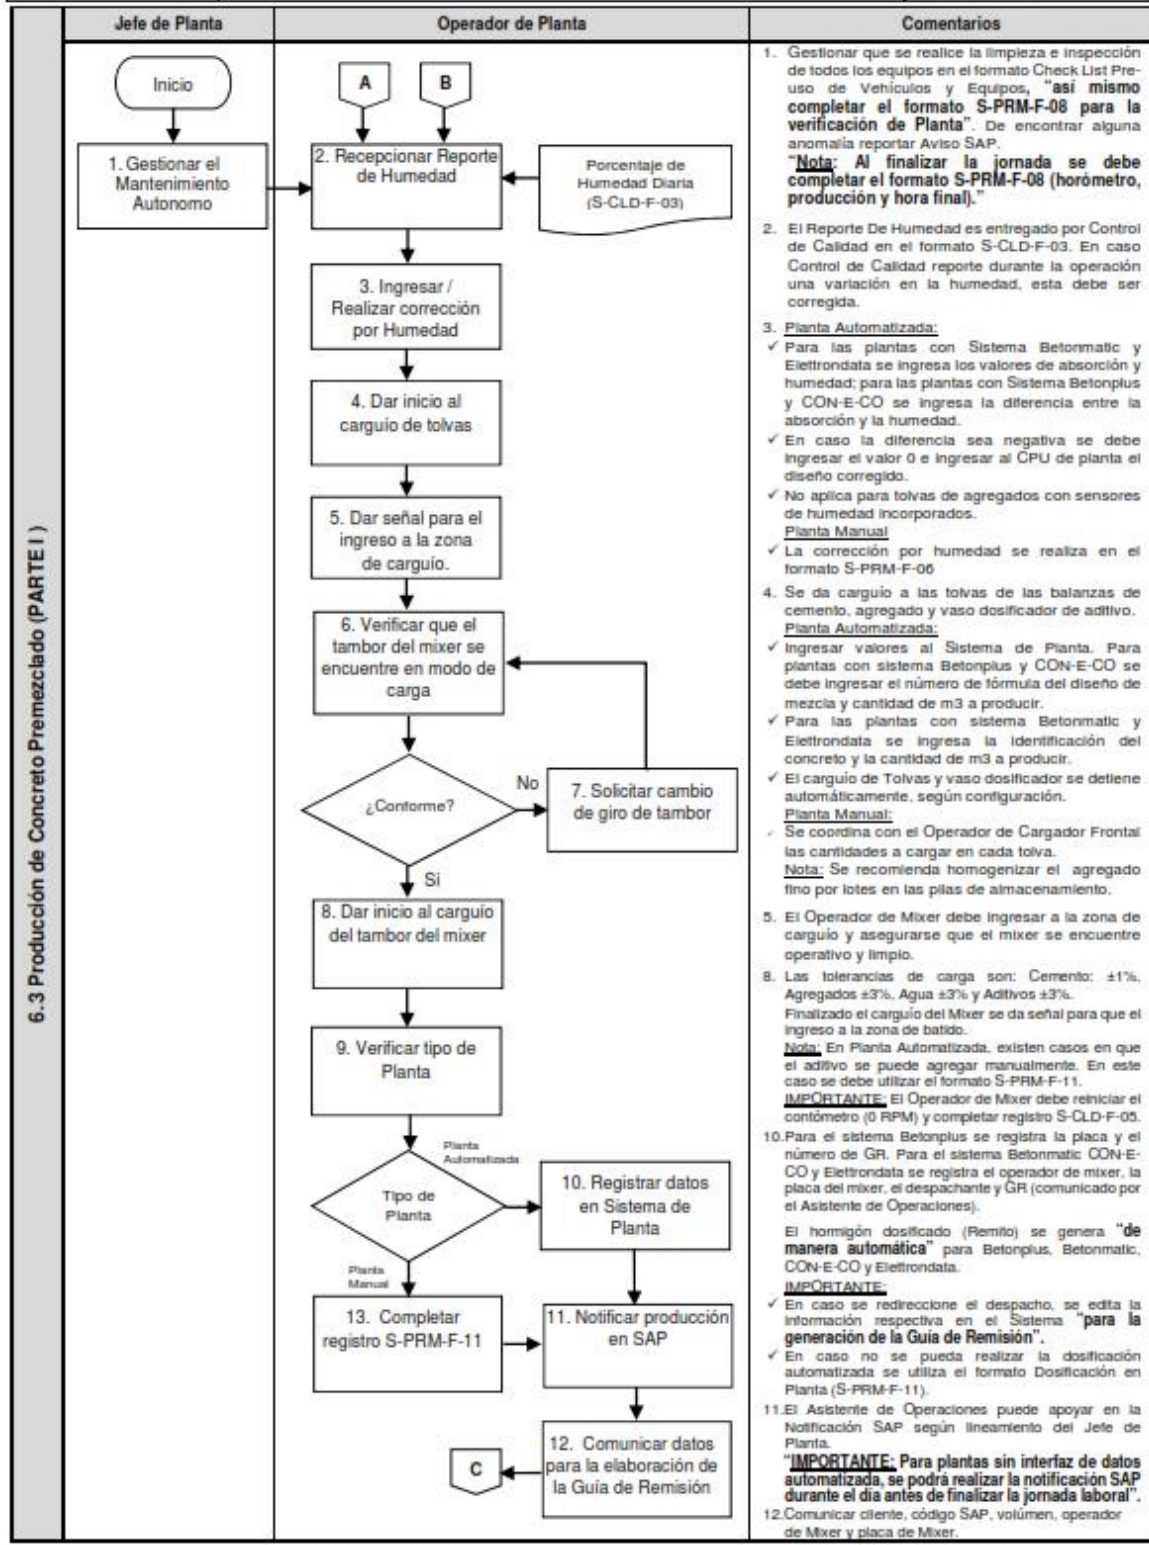 Jefe de Planta
Operador de Planta
Comentarios
6.3 Producción de Concreto Premezclado (PARTE I )
Inicio
1. Gestionar el
Mantenimiento
Autonomo
A
B
2. Recepcionar Reporte
de Humedad
Porcentaje de
Humedad Diaria
(S-CLD-F-03)
3. Ingresar /
Realizar corrección
por Humedad
4. Dar inicio al
carguío de tolvas
5. Dar señal para el
ingreso a la zona
de carguío.
6. Verificar que el
tambor del mixer se
encuentre en modo de
carga
¿Conforme?
No
7. Solicitar cambio
de giro de tambor
Si
8. Dar inicio al carguío
del tambor del mixer
9. Verificar tipo de
Planta
Planta
Automatizada
Tipo de
Planta
10. Registrar datos
en Sistema de
Planta
Planta
Manual
13. Completar
registro S-PRM-F-11
11. Notificar producción
en SAP
12. Comunicar datos
para la elaboración de
la Guía de Remisión
C
1. Gestionar que se realice la limpieza e inspección
de todos los equipos en el formato Check List Pre-
uso de Vehículos y Equipos, "así mismo
completar el formato S-PRM-F-08 para la
verificación de Planta". De encontrar alguna
anomalía reportar Aviso SAP.
"Nota: Al finalizar la jornada se debe
completar el formato S-PRM-F-08 (horómetro,
producción y hora final)."
2. El Reporte De Humedad es entregado por Control
de Calidad en el formato S-CLD-F-03. En caso
Control de Calidad reporte durante la operación
una variación en la humedad, esta debe ser
corregida.
3. Planta Automatizada:
✓ Para las plantas con Sistema Betonmatic y
Elettrondata se ingresa los valores de absorción y
humedad; para las plantas con Sistema Betonplus
y CON-E-CO se ingresa la diferencia entre la
absorción y la humedad.
✓ En caso la diferencia sea negativa se debe
ingresar el valor 0 e ingresar al CPU de planta el
diseño corregido.
✓ No aplica para tolvas de agregados con sensores
de humedad incorporados.
Planta Manual
✓ La corrección por humedad se realiza en el
formato S-PRM-F-06
4. Se da carguío a las tolvas de las balanzas de
cemento, agregado y vaso dosificador de aditivo.
Planta Automatizada:
✓ Ingresar valores al Sistema de Planta. Para
plantas con sistema Betonplus y CON-E-CO se
debe ingresar el número de fórmula del diseño de
mezcla y cantidad de m3 a producir.
✓ Para las plantas con sistema Betonmatic y
Elettrondata se ingresa la identificación del
concreto y la cantidad de m3 a producir.
✓ El carguío de Tolvas y vaso dosificador se detiene
automáticamente, según configuración.
Planta Manual:
✓ Se coordina con el Operador de Cargador Frontal
las cantidades a cargar en cada tolva.
Nota: Se recomienda homogenizar el agregado
fino por lotes en las pilas de almacenamiento.
5. El Operador de Mixer debe ingresar a la zona de
carguío y asegurarse que el mixer se encuentre
operativo y limpio.
8. Las tolerancias de carga son: Cemento: ±1%,
Agregados ±3%, Agua ±3% y Aditivos ±3%.
Finalizado el carguío del Mixer se da señal para que el
ingreso a la zona de batido.
Nota: En Planta Automatizada, existen casos en que
el aditivo se puede agregar manualmente. En este
caso se debe utilizar el formato S-PRM-F-11.
IMPORTANTE: El Operador de Mixer debe reiniciar el
contómetro (0 RPM) y completar registro S-CLD-F-05.
10.Para el sistema Betonplus se registra la placa y el
número de GR. Para el sistema Betonmatic CON-E-
CO y Elettrondata se registra el operador de mixer, la
placa del mixer, el despachante y GR (comunicado por
el Asistente de Operaciones).
El hormigón dosificado (Remito) se genera "de
manera automática" para Betonplus, Betonmatic,
CON-E-CO y Elettrondata.
IMPORTANTE:
✓ En caso se redireccione el despacho, se edita la
información respectiva en el Sistema "para la
generación de la Guía de Remisión".
✓ En caso no se pueda realizar la dosificación
automatizada se utiliza el formato Dosificación en
Planta (S-PRM-F-11).
11.El Asistente de Operaciones puede apoyar en la
Notificación SAP según lineamiento del Jefe de
Planta.
"IMPORTANTE: Para plantas sin interfaz de datos
automatizada, se podrá realizar la notificación SAP
durante el día antes de finalizar la jornada laboral".
12.Comunicar cliente, código SAP, volúmen, operador
de Mixer y placa de Mixer.